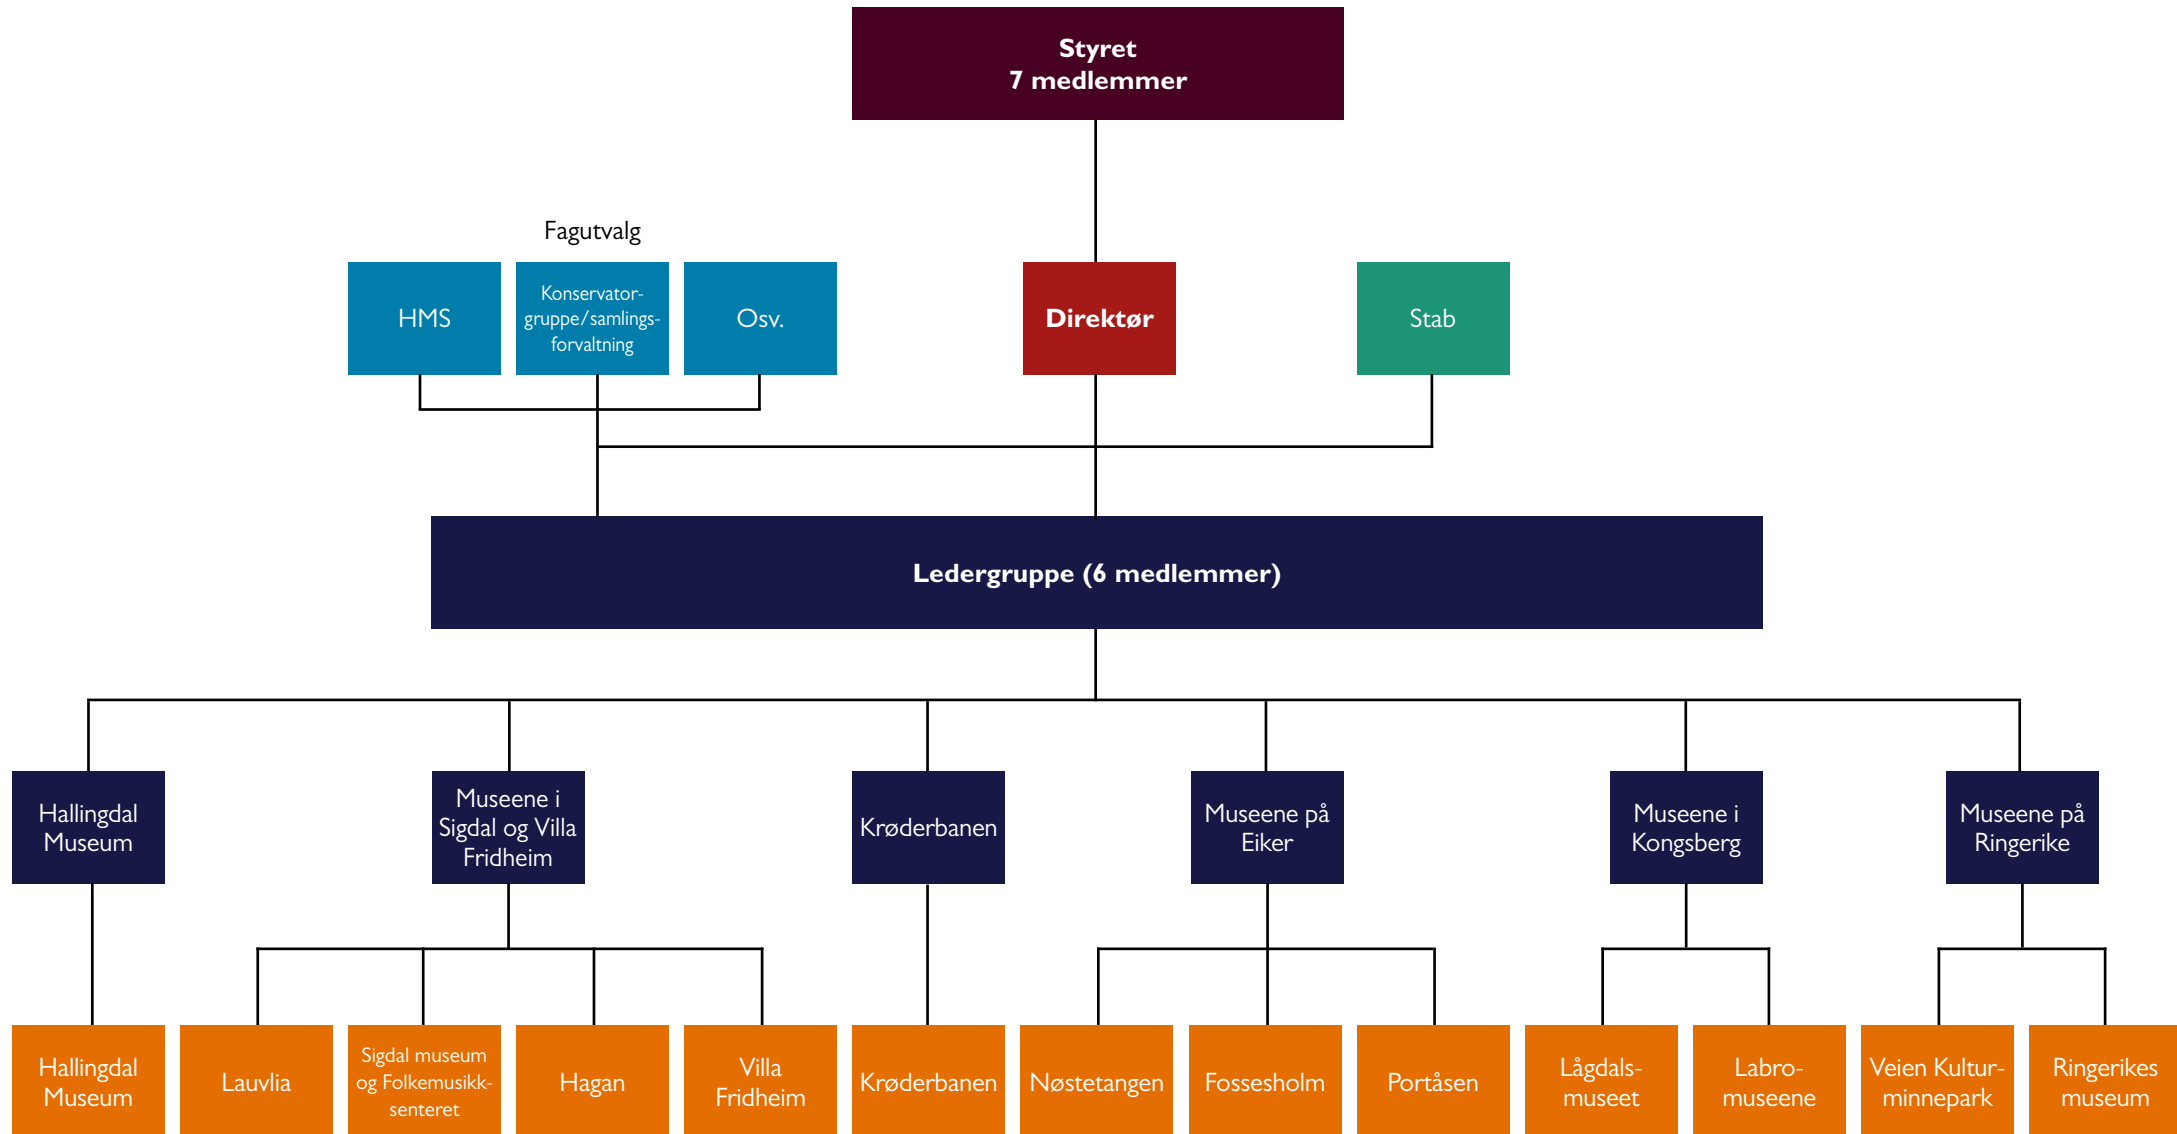 Styret
7 medlemmer
Fagutvalg
HMS
Konservator-
gruppe/samlings-
forvaltning
Osv.
Direktør
Stab
Ledergruppe (6 medlemmer)
Hallingdal
Museum
Museene i
Sigdal og Villa
Fridheim
Krøderbanen
Museene på
Eiker
Museene i
Kongsberg
Museene på
Ringerike
Hallingdal
Museum
Lauvlia
Sigdal museum
og Folkemusikk-
senteret
Hagan
Villa
Fridheim
Krøderbanen
Nøstetangen
Fossesholm
Portåsen
Lågdals-
museet
Labro-
museene
Veien Kultur-
minnepark
Ringerikes
museum